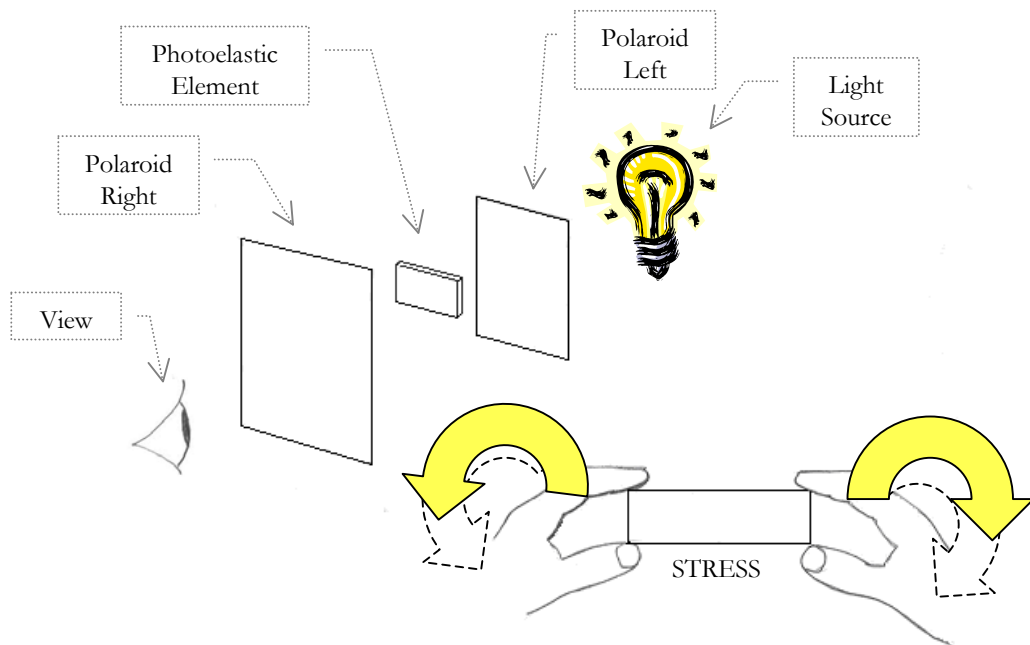 Photoelastic
Element
Polaroid
Left
Light
Source
Polaroid
Right
View
STRESS